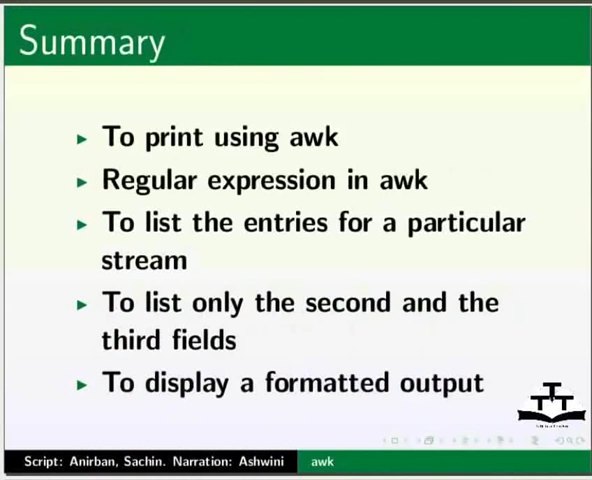 Summary
To print using awk
Regular expression in awk
To list the entries for a particular
stream
To list only the second and the
third fields
To display a formatted output
Script: Anirban, Sachin. Narration: Ashwini awk